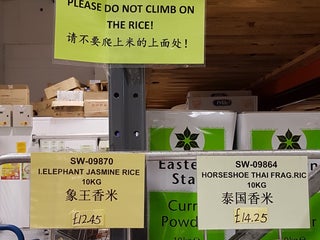 PLEASE DO NOT CLIMB ON
THE RICE!
请不要爬上米的上面处！
SW-09870
I.ELEPHANT JASMINE RICE
10KG
象王香米
£12.45
SW-09864
HORSESHOE THAI FRAG.RIC
10KG
泰国香米
£14.25
Easte
Sta
Curr
Powd